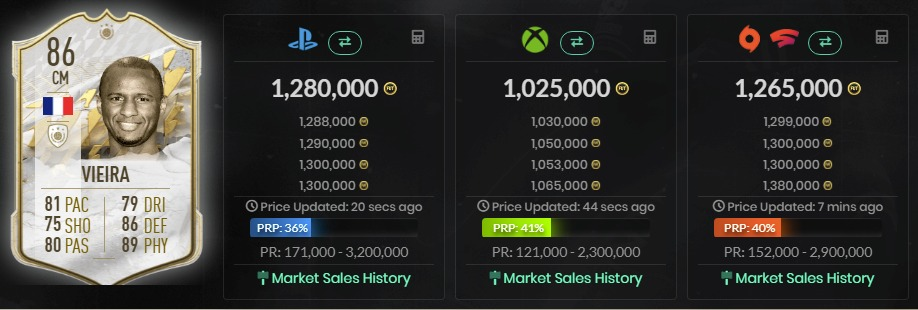 86
CM
VIEIRA
81 PAC 79 DRI
75 SHO 86 DEF
80 PAS 89 PHY
1,280,000
1,288,000
1,290,000
1,300,000
1,300,000
Price Updated: 20 secs ago
PRP: 36%
PR: 171,000 - 3,200,000
Market Sales History
1,025,000
1,030,000
1,050,000
1,053,000
1,065,000
Price Updated: 44 secs ago
PRP: 41%
PR: 121,000 - 2,300,000
Market Sales History
1,265,000
1,299,000
1,300,000
1,300,000
1,380,000
Price Updated: 7 mins ago
PRP: 40%
PR: 152,000 - 2,900,000
Market Sales History